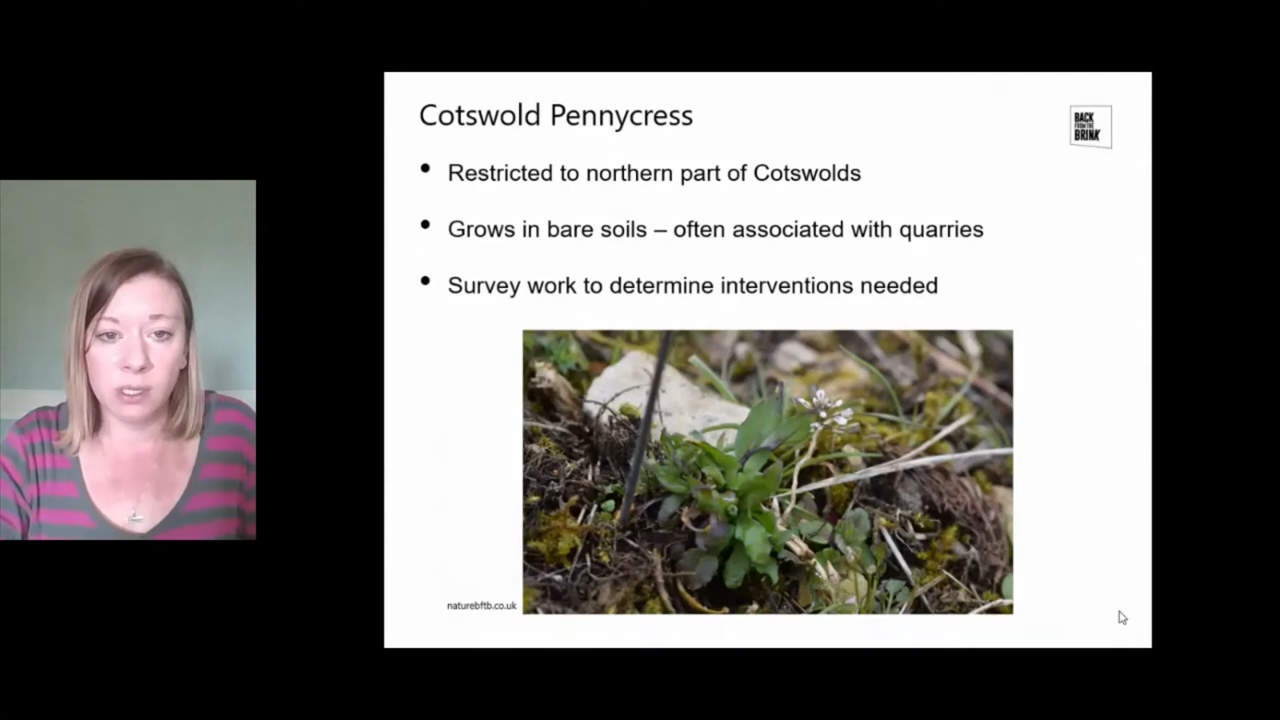 Cotswold Pennycress
BACK
FROM THE
BRINK
• Restricted to northern part of Cotswolds
• Grows in bare soils – often associated with quarries
• Survey work to determine interventions needed
naturebftb.co.uk